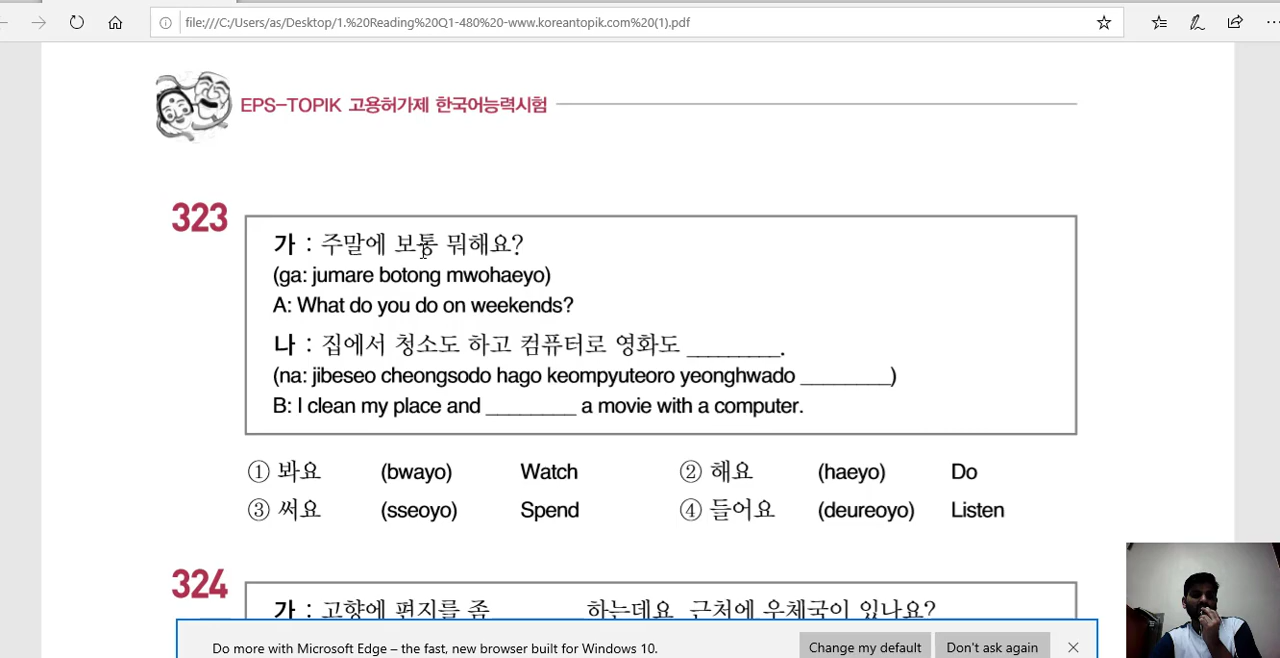 file:///C:/Users/as/Desktop/1.%20Reading%20Q1-480%20-www.koreantopik.com%20(1).pdf
EPS-TOPIK 고용허가제 한국어능력시험
323
가 : 주말에 보통 뭐해요?
(ga: jumare botong mwohaeyo)
A: What do you do on weekends?
나 : 집에서 청소도 하고 컴퓨터로 영화도 _________.
(na: jibeseo cheongsodo hago keompyuteoro yeonghwado ________)
B: I clean my place and ________ a movie with a computer.
① 봐요 (bwayo) Watch ② 해요 (haeyo) Do
③ 써요 (sseoyo) Spend ④ 들어요 (deureoyo) Listen
324
가 : 고향에 편지를 좀 ________ 하는데요 근처에 우체국이 있나요?
Do more with Microsoft Edge – the fast, new browser built for Windows 10.
Change my default
Don't ask again